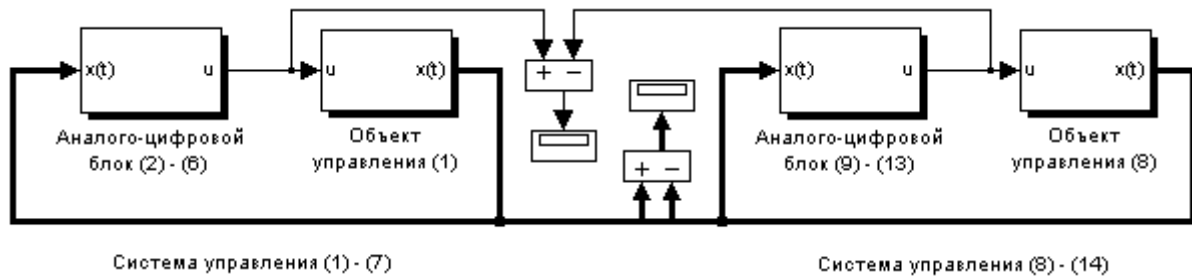 x(t) u
u x(t)
+ −
x(t) u
u x(t)
+ −
Аналого-цифровой
блок (2) - (6)
Объект
управления (1)
Аналого-цифровой
блок (9) - (13)
Объект
управления (8)
Система управления (1) - (7)
Система управления (8) - (14)